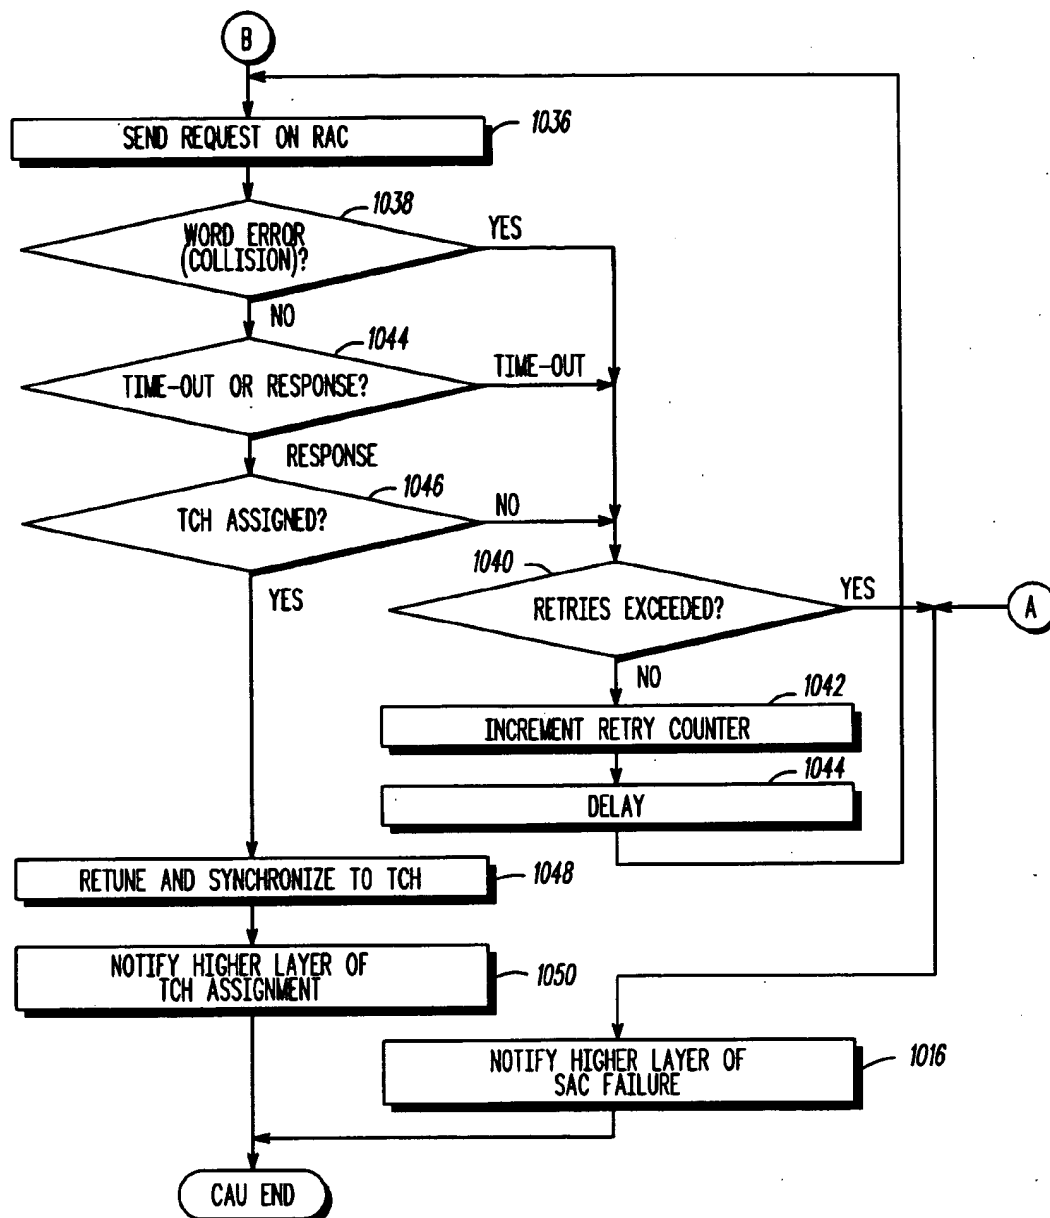 B
SEND REQUEST ON RAC
1036
1038
WORD ERROR
(COLLISION)?
YES
NO
1044
TIME-OUT OR RESPONSE?
TIME-OUT
RESPONSE
1046
TCH ASSIGNED?
NO
YES
1040
RETRIES EXCEEDED?
YES
A
NO
1042
INCREMENT RETRY COUNTER
1044
DELAY
RETUNE AND SYNCHRONIZE TO TCH
1048
NOTIFY HIGHER LAYER OF
TCH ASSIGNMENT
1050
NOTIFY HIGHER LAYER OF
SAC FAILURE
1016
CAU END